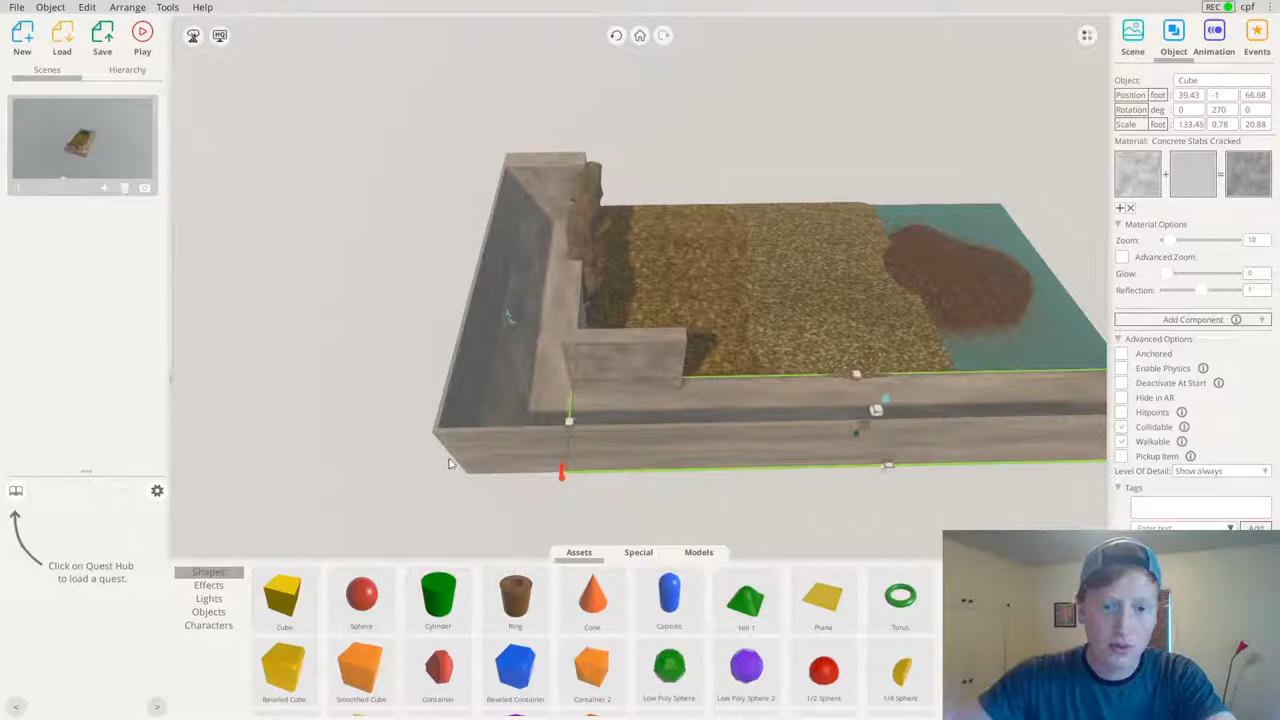 File Object Edit Arrange Tools Help
REC cpf
New Load Save Play
Scenes Hierarchy
HQ
Scene Object Animation Events
Object: Cube
Position foot : 39.43 -1 66.68
Rotation deg : 0 270 0
Scale foot : 133.45 0.78 20.88
Material: Concrete Slabs Cracked
+ =
Material Options
Zoom: 10
Advanced Zoom
Glow: 0
Reflection: 1
Add Component
Advanced Options
Anchored
Enable Physics
Deactivate At Start
Hide in AR
Hitpoints
Collidable
Walkable
Pickup Item
Level Of Detail: Show always
Tags
Enter text... Add
Click on Quest Hub
to load a quest.
Assets Special Models
Shapes
Effects
Lights
Objects
Characters
Cube Sphere Cylinder Ring Cone Capsule Hill 1 Plane Torus
Beveled Cube Smoothed Cube Container Beveled Container Container 2 Low Poly Sphere Low Poly Sphere 2 1/2 Sphere 1/4 Sphere
< >